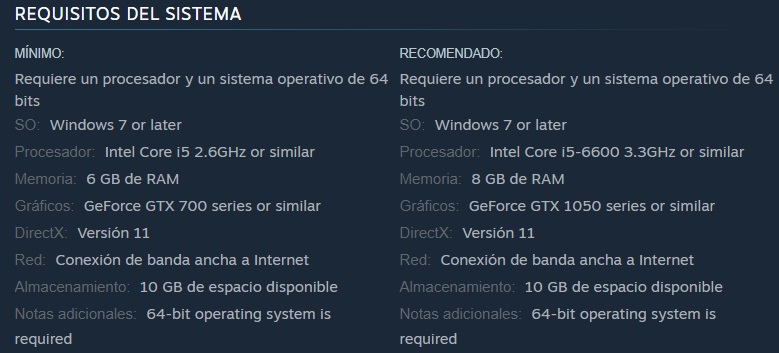 REQUISITOS DEL SISTEMA
MÍNIMO:
Requiere un procesador y un sistema operativo de 64
bits
SO: Windows 7 or later
Procesador: Intel Core i5 2.6GHz or similar
Memoria: 6 GB de RAM
Gráficos: GeForce GTX 700 series or similar
DirectX: Versión 11
Red: Conexión de banda ancha a Internet
Almacenamiento: 10 GB de espacio disponible
Notas adicionales: 64-bit operating system is
required
RECOMENDADO:
Requiere un procesador y un sistema operativo de 64
bits
SO: Windows 7 or later
Procesador: Intel Core i5-6600 3.3GHz or similar
Memoria: 8 GB de RAM
Gráficos: GeForce GTX 1050 series or similar
DirectX: Versión 11
Red: Conexión de banda ancha a Internet
Almacenamiento: 10 GB de espacio disponible
Notas adicionales: 64-bit operating system is
required